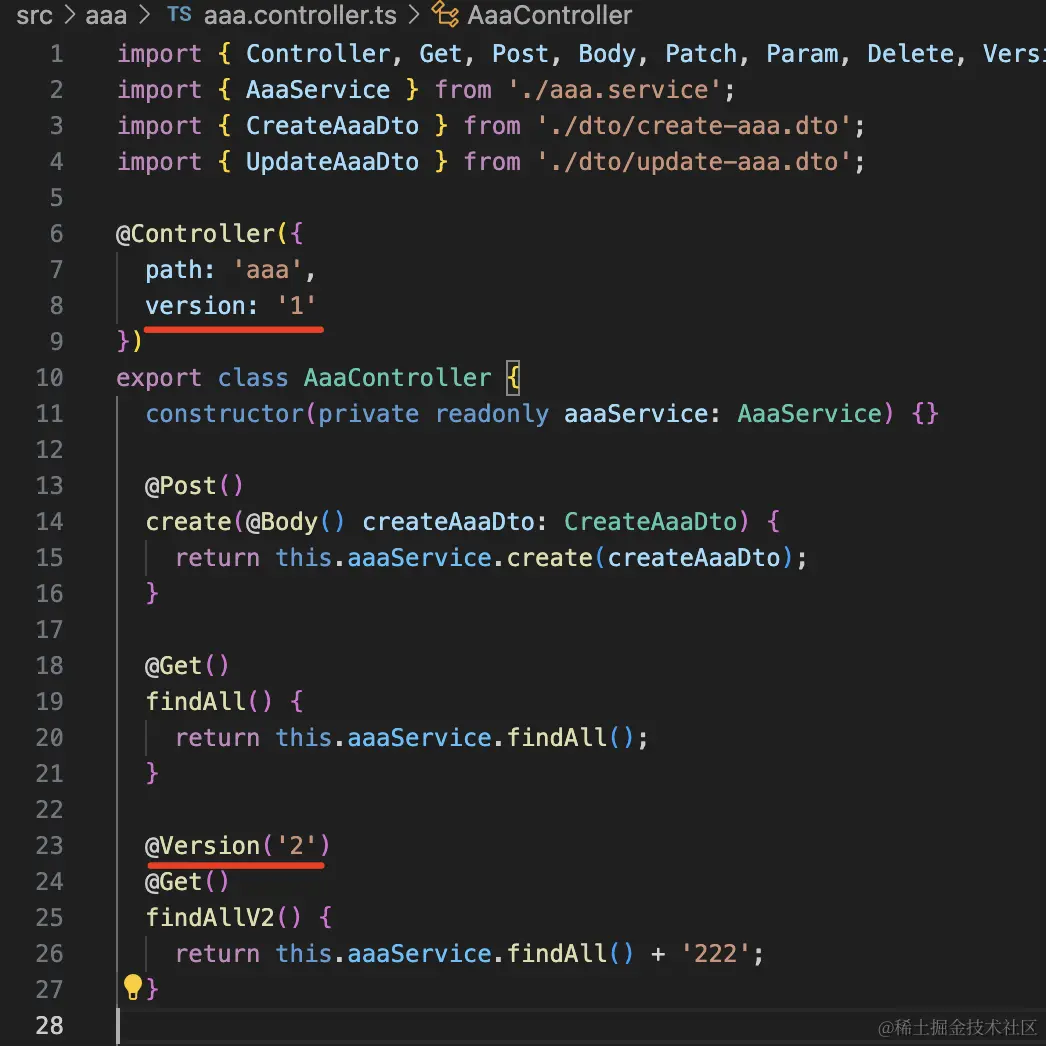 src > aaa > TS aaa.controller.ts > AaaController
1 import { Controller, Get, Post, Body, Patch, Param, Delete, Versi
2 import { AaaService } from './aaa.service';
3 import { CreateAaaDto } from './dto/create-aaa.dto';
4 import { UpdateAaaDto } from './dto/update-aaa.dto';
5
6 @Controller({
7 path: 'aaa',
8 version: '1'
9 })
10 export class AaaController {
11 constructor(private readonly aaaService: AaaService) {}
12
13 @Post()
14 create(@Body() createAaaDto: CreateAaaDto) {
15 return this.aaaService.create(createAaaDto);
16 }
17
18 @Get()
19 findAll() {
20 return this.aaaService.findAll();
21 }
22
23 @Version('2')
24 @Get()
25 findAllV2() {
26 return this.aaaService.findAll() + '222';
27 }
28
@稀土掘金技术社区